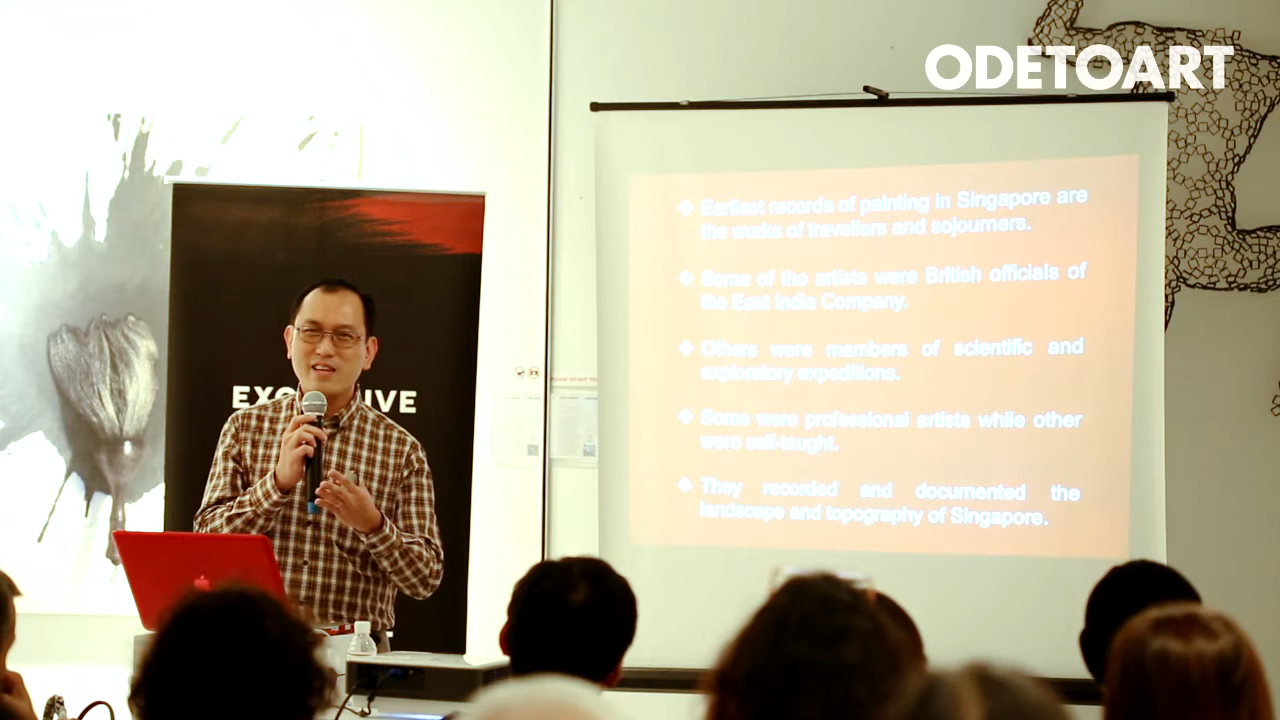 ODETOART
❖ Earliest records of painting in Singapore are
the works of travellers and sojourners.
❖ Some of the artists were British officials of
the East India Company.
❖ Others were members of scientific and
exploratory expeditions.
❖ Some were professional artists while other
were self-taught.
❖ They recorded and documented the
landscape and topography of Singapore.